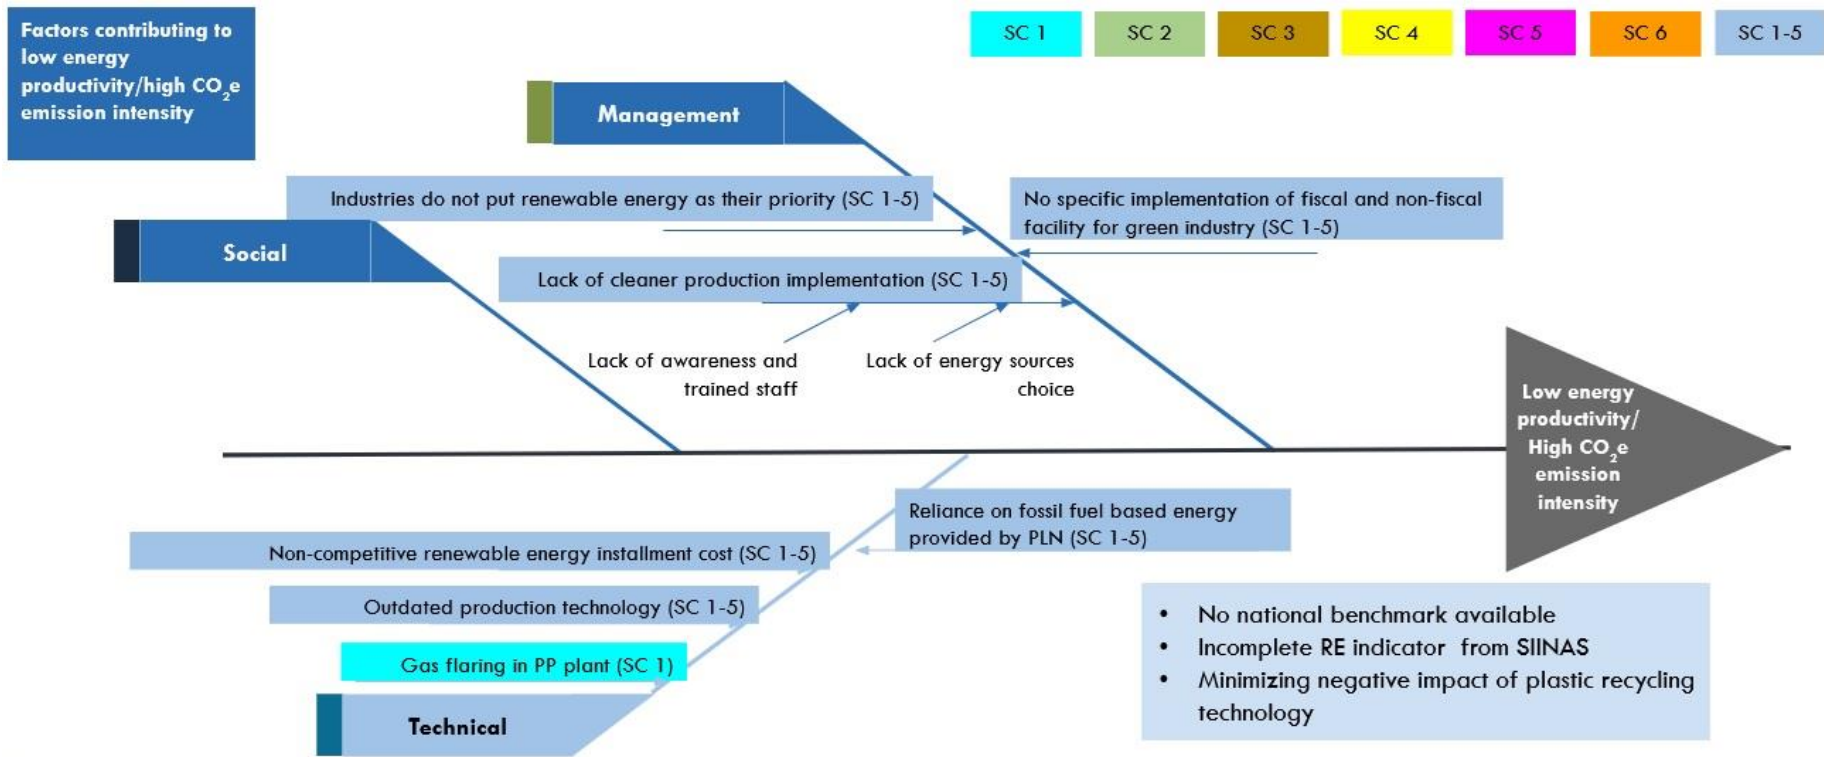 Factors contributing to
low energy
productivity/high CO₂e
emission intensity
SC 1
SC 2
SC 3
SC 4
SC 5
SC 6
SC 1-5
Management
Industries do not put renewable energy as their priority (SC 1-5)
No specific implementation of fiscal and non-fiscal
facility for green industry (SC 1-5)
Social
Lack of cleaner production implementation (SC 1-5)
Lack of awareness and
trained staff
Lack of energy sources
choice
Low energy
productivity/
High CO₂e
emission
intensity
Reliance on fossil fuel based energy
provided by PLN (SC 1-5)
Non-competitive renewable energy installment cost (SC 1-5)
Outdated production technology (SC 1-5)
Gas flaring in PP plant (SC 1)
Technical
• No national benchmark available
• Incomplete RE indicator from SIINAS
• Minimizing negative impact of plastic recycling
technology